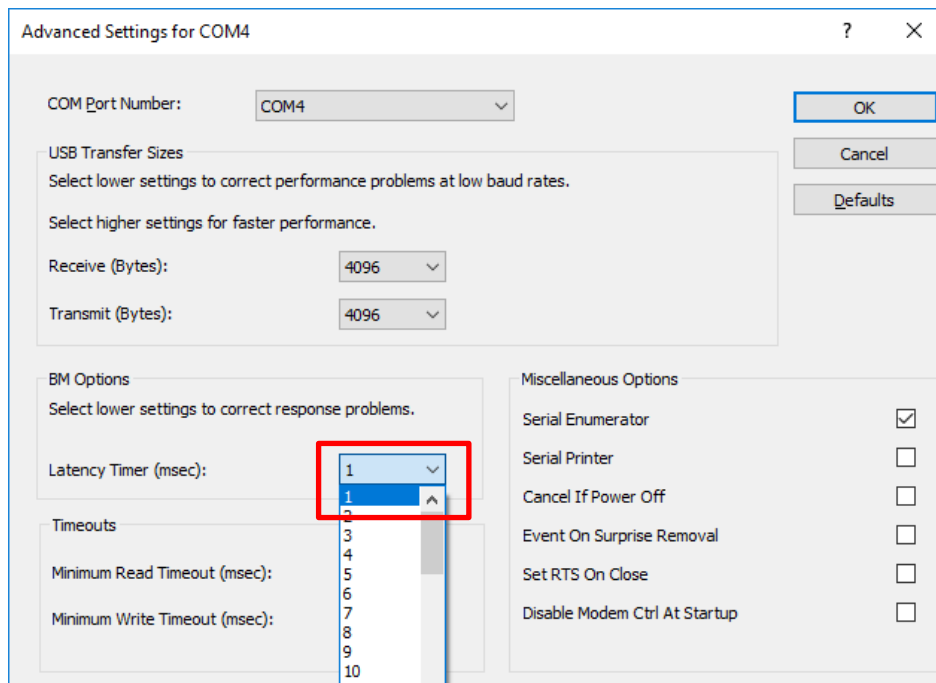 Advanced Settings for COM4
?
COM Port Number:
COM4
OK
USB Transfer Sizes
Cancel
Select lower settings to correct performance problems at low baud rates.
Defaults
Select higher settings for faster performance.
Receive (Bytes):
4096
Transmit (Bytes):
4096
BM Options
Select lower settings to correct response problems.
Latency Timer (msec):
1
1
2
3
4
5
6
7
8
9
10
Timeouts
Minimum Read Timeout (msec):
Minimum Write Timeout (msec):
Miscellaneous Options
Serial Enumerator
Serial Printer
Cancel If Power Off
Event On Surprise Removal
Set RTS On Close
Disable Modem Ctrl At Startup